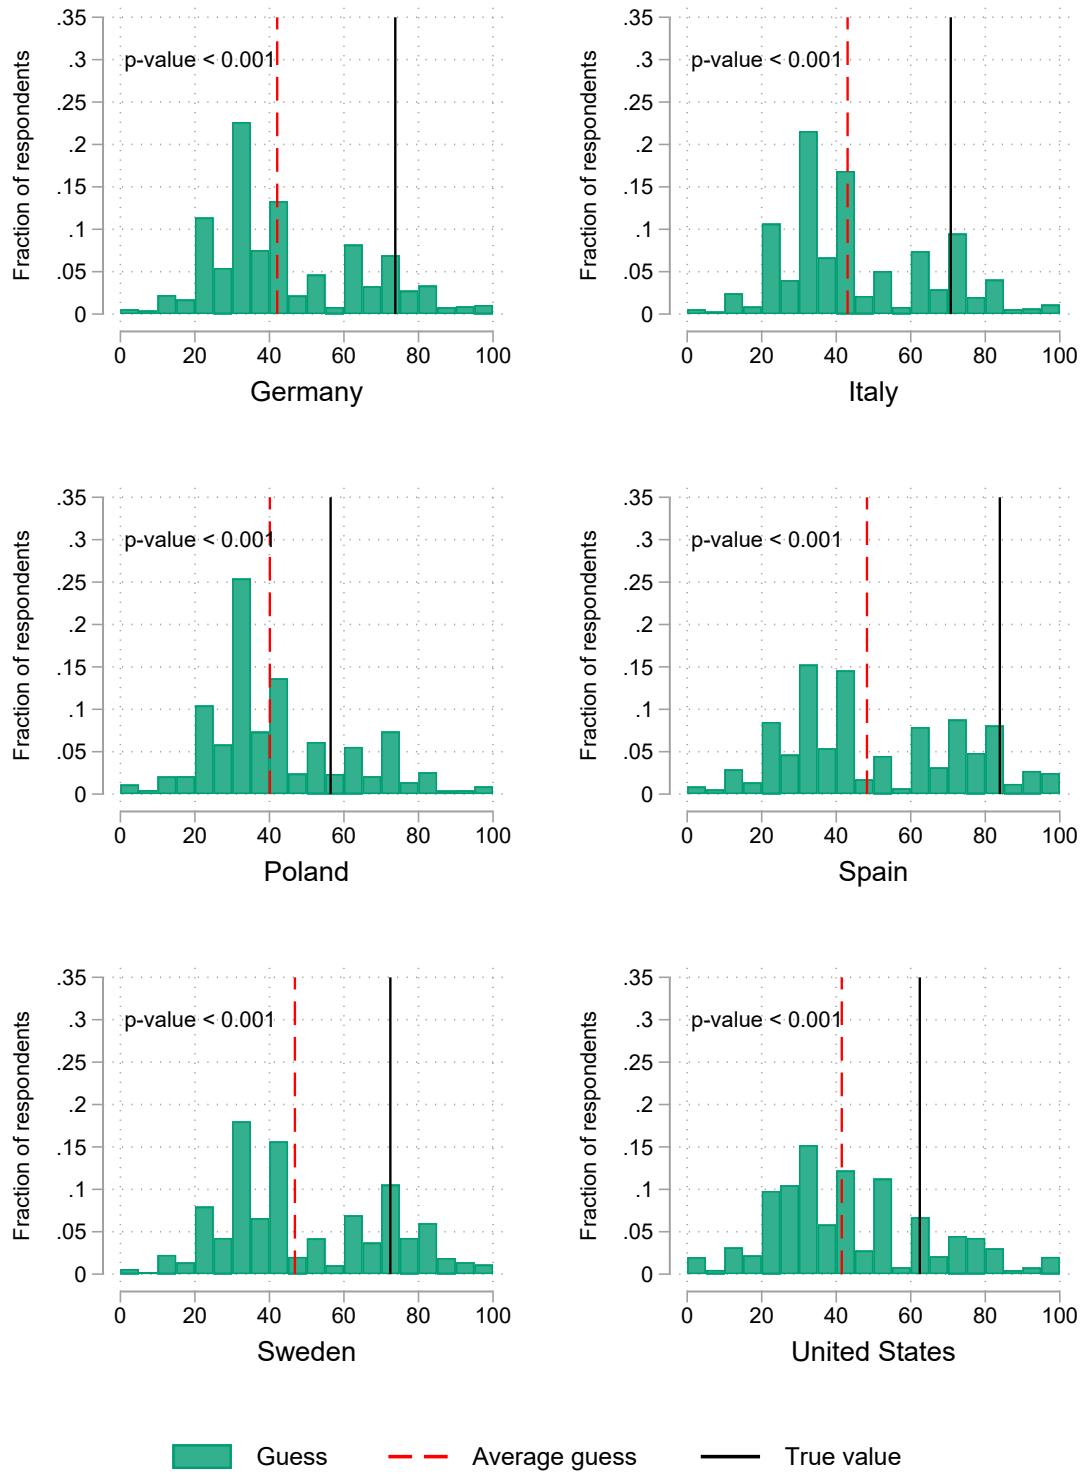 Fraction of respondents
.35
.3
.25
.2
.15
.1
.05
0
p-value < 0.001
0 20 40 60 80 100
Germany
Fraction of respondents
.35
.3
.25
.2
.15
.1
.05
0
p-value < 0.001
0 20 40 60 80 100
Italy
Fraction of respondents
.35
.3
.25
.2
.15
.1
.05
0
p-value < 0.001
0 20 40 60 80 100
Poland
Fraction of respondents
.35
.3
.25
.2
.15
.1
.05
0
p-value < 0.001
0 20 40 60 80 100
Spain
Fraction of respondents
.35
.3
.25
.2
.15
.1
.05
0
p-value < 0.001
0 20 40 60 80 100
Sweden
Fraction of respondents
.35
.3
.25
.2
.15
.1
.05
0
p-value < 0.001
0 20 40 60 80 100
United States
Guess Average guess True value